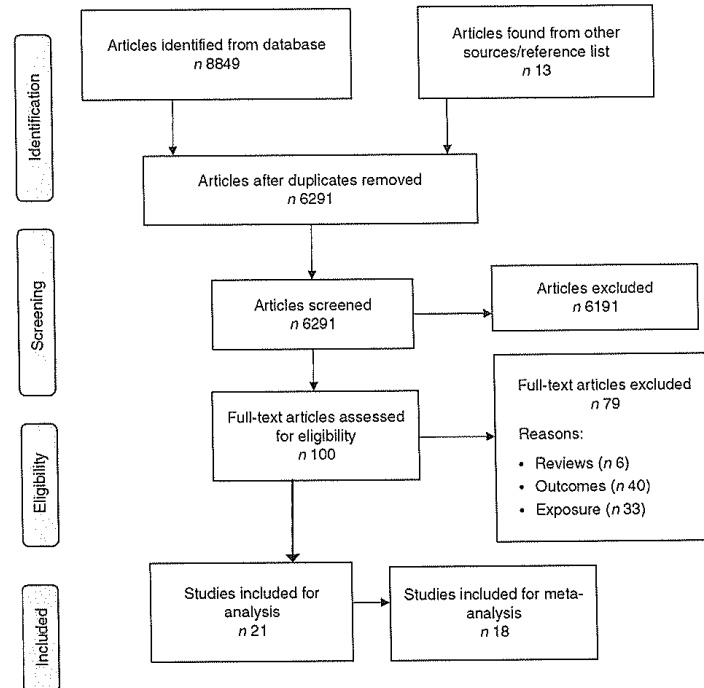 Identification
Articles identified from database
n 8849
Articles found from other
sources/reference list
n 13
Articles after duplicates removed
n 6291
Screening
Articles screened
n 6291
Articles excluded
n 6191
Eligibility
Full-text articles assessed
for eligibility
n 100
Full-text articles excluded
n 79
Reasons:
• Reviews (n 6)
• Outcomes (n 40)
• Exposure (n 33)
Included
Studies included for
analysis
n 21
Studies included for meta-
analysis
n 18